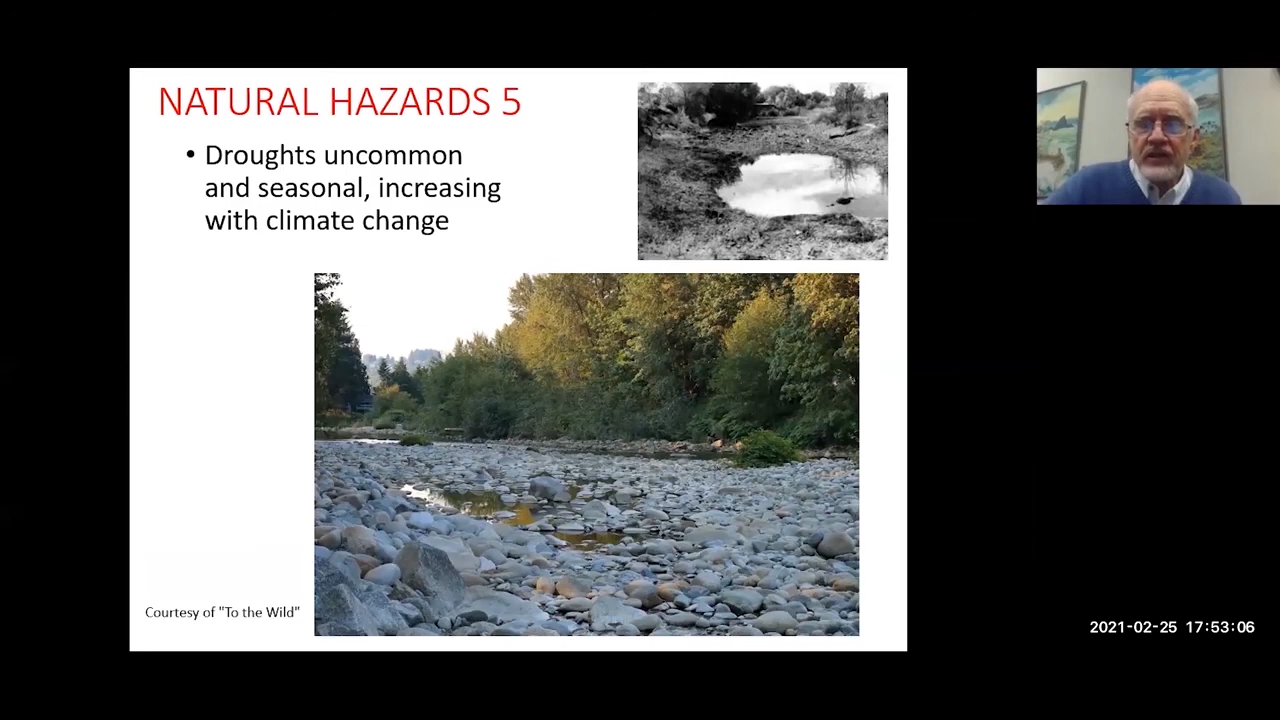 NATURAL HAZARDS 5
• Droughts uncommon
and seasonal, increasing
with climate change
Courtesy of "To the Wild"
2021-02-25 17:53:06